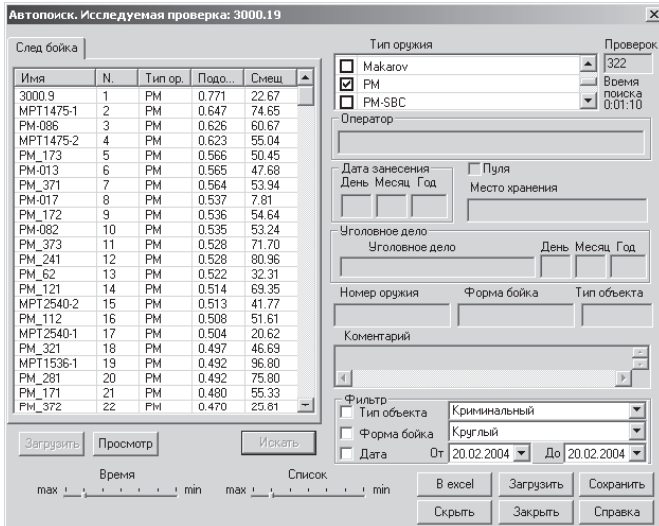 Автопоиск. Исследуемая проверка: 3000.19
След бойка
Имя N. Тип ор. Подо... Смещ
3000.9 1 PM 0.771 22.67
MPT1475-1 2 PM 0.647 74.65
PM-086 3 PM 0.626 60.67
MPT1475-2 4 PM 0.623 55.04
PM_173 5 PM 0.566 50.45
PM-013 6 PM 0.565 47.68
PM_371 7 PM 0.564 53.94
PM-017 8 PM 0.537 7.81
PM_172 9 PM 0.536 54.64
PM-082 10 PM 0.535 53.24
PM_373 11 PM 0.528 71.70
PM_241 12 PM 0.528 80.96
PM_62 13 PM 0.522 32.31
PM_121 14 PM 0.514 69.35
MPT2540-2 15 PM 0.513 41.77
PM_112 16 PM 0.508 51.61
MPT2540-1 17 PM 0.504 20.62
PM_321 18 PM 0.497 46.69
MPT1536-1 19 PM 0.492 96.80
PM_281 20 PM 0.492 75.80
PM_171 21 PM 0.480 55.33
PM_372 22 PM 0.470 25.81
Загрузить Просмотр Искать
Время Список
max min max min
Тип оружия Проверок
Makarov 322
PM Время
PM-SBC поиска
0:01:10
Оператор
Дата занесения Пуля
День Месяц Год Место хранения
Уголовное дело
Уголовное дело День Месяц Год
Номер оружия Форма бойка Тип объекта
Коментарий
Фильтр
Тип объекта Криминальный
Форма бойка Круглый
Дата От 20.02.2004 До 20.02.2004
В excel Загрузить Сохранить
Скрыть Закрыть Справка